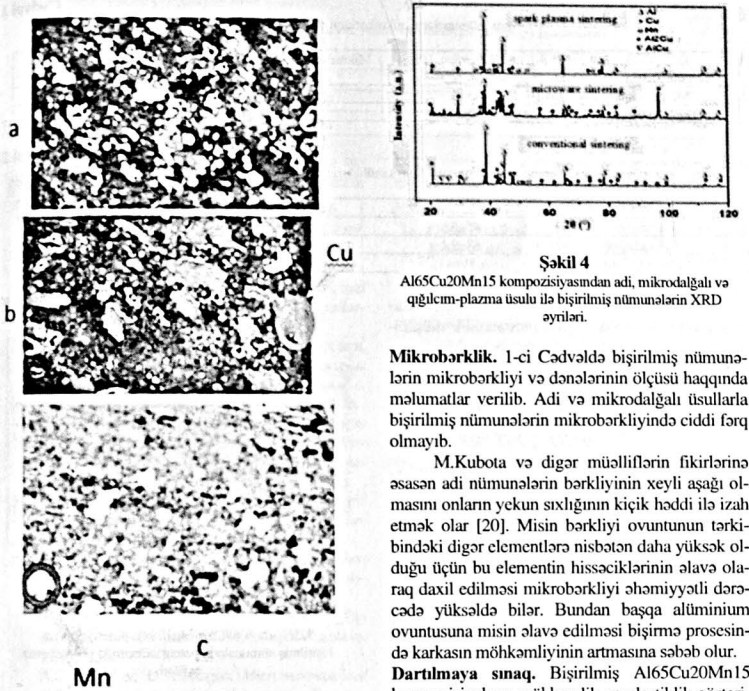 a
b
Cu
c
Mn
spark plasma sintering
microware sintering
conventional sintering
Al
Cu
Mn
Al2Cu
AlCu
Intensity (a.u.)
20 40 60 80 100 120
2θ (°)
Şəkil 4
Al65Cu20Mn15 kompozisiyasından adi, mikrodalğalı və
qığılcım-plazma üsulu ilə bişirilmiş nümunələrin XRD
əyriləri.
Mikrobərklik. 1-ci Cədvəldə bişirilmiş nümunə-
lərin mikrobərkliyi və dənələrinin ölçüsü haqqında
məlumatlar verilib. Adi və mikrodalğalı üsullarla
bişirilmiş nümunələrin mikrobərkliyində ciddi fərq
olmayıb.
M.Kubota və digər müəlliflərin fikirlərinə
əsasən adi nümunələrin bərkliyinin xeyli aşağı ol-
masını onların yekun sıxlığının kiçik həddi ilə izah
etmək olar [20]. Misin bərkliyi ovuntunun tərki-
bindəki digər elementlərə nisbətən daha yüksək ol-
duğu üçün bu elementin hissəciklərinin əlavə ola-
raq daxil edilməsi mikrobərkliyi əhəmiyyətli dərə-
cədə yüksəldə bilər. Bundan başqa alüminium
ovuntusuna misin əlavə edilməsi bişirmə prosesin-
də karkasın möhkəmliyinin artmasına səbəb olur.
Dartılmaya sınaq. Bişirilmiş Al65Cu20Mn15